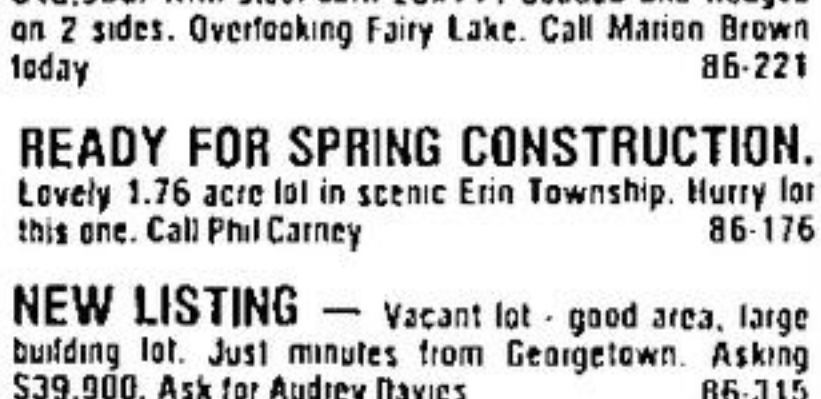 on 2 sides. Overlooking Fairy Lake. Call Marion Brown
today 86-221
READY FOR SPRING CONSTRUCTION.
Lovely 1.76 acre lot in scenic Erin Township. Hurry for
this one. Call Phil Carney 86-176
NEW LISTING — Vacant lot - good area, large
building lot. Just minutes from Georgetown. Asking
$39,900. Ask for Audrey Davies 86-315